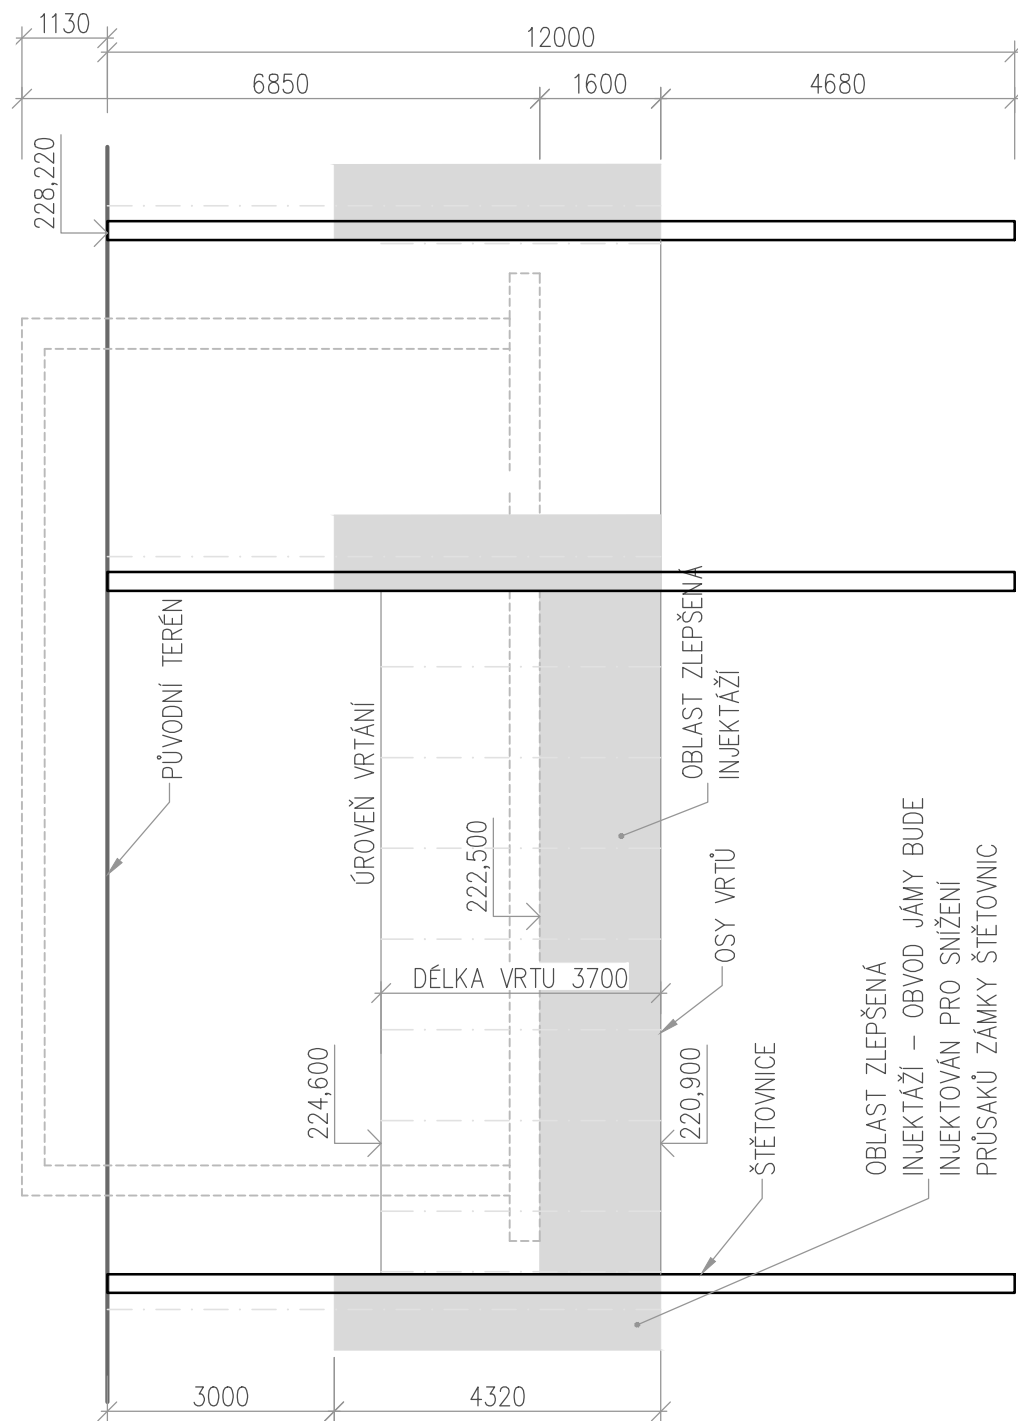 1130
12000
6850
1600
4680
228,220
PŮVODNÍ TERÉN
ÚROVEŇ VRTÁNÍ
OBLAST ZLEPŠENÁ
INJEKTÁŽÍ
222,500
OSY VRTŮ
DÉLKA VRTU 3700
224,600
220,900
ŠTĚTOVNICE
OBLAST ZLEPŠENÁ
INJEKTÁŽÍ – OBVOD JÁMY BUDE
INJEKTOVÁN PRO SNÍŽENÍ
PRŮSAKŮ ZÁMKY ŠTĚTOVNIC
3000
4320